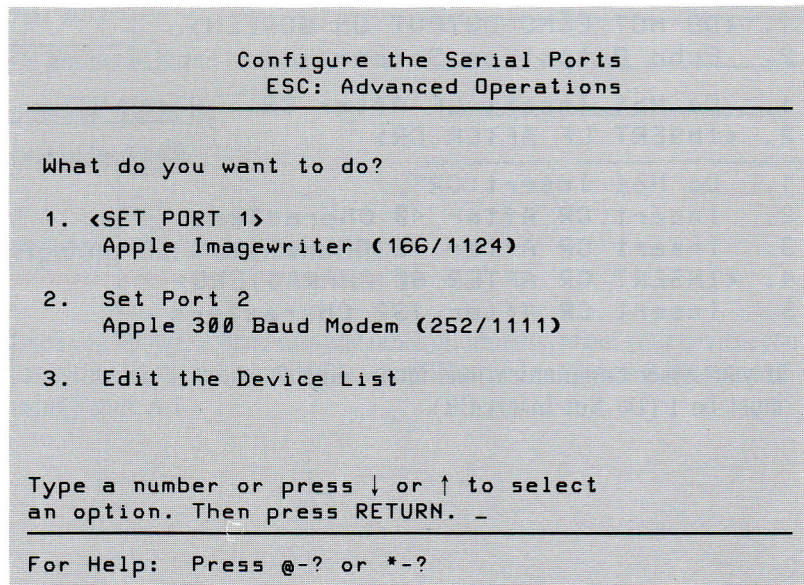 Configure the Serial Ports
ESC: Advanced Operations
What do you want to do?
1. <SET PORT 1>
Apple Imagewriter (166/1124)
2. Set Port 2
Apple 300 Baud Modem (252/1111)
3. Edit the Device List
Type a number or press ↓ or ↑ to select
an option. Then press RETURN. _
For Help: Press @-? or *-?